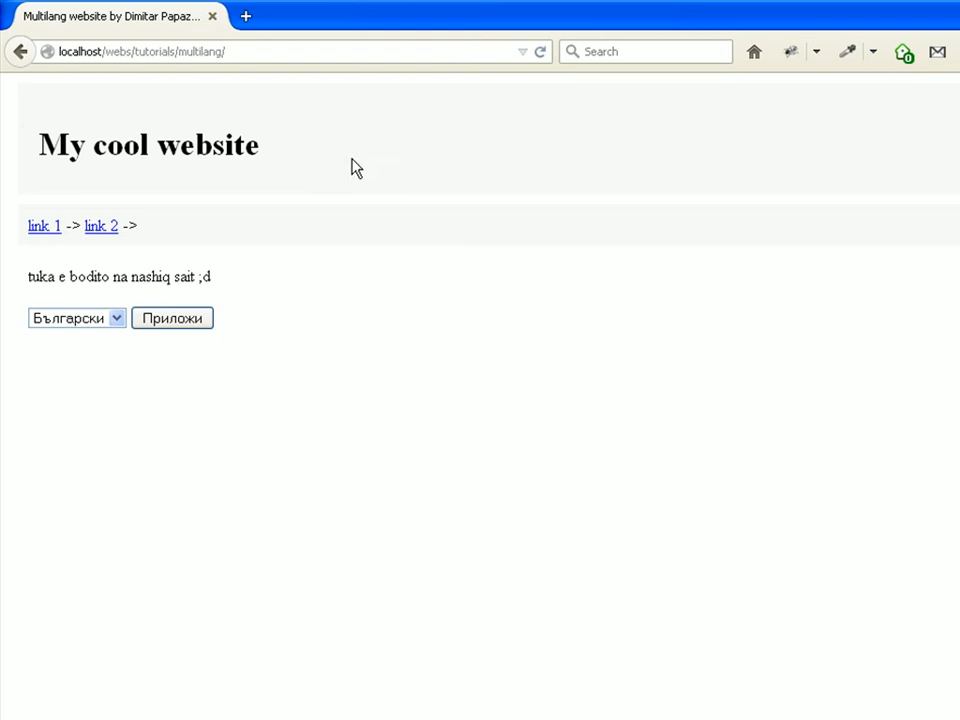 Multilang website by Dimitar Papaz...
localhost/webs/tutorials/multilang/
Search
My cool website
link 1 -> link 2 ->
tuka e bodito na nashiq sait ;d
Български Приложи